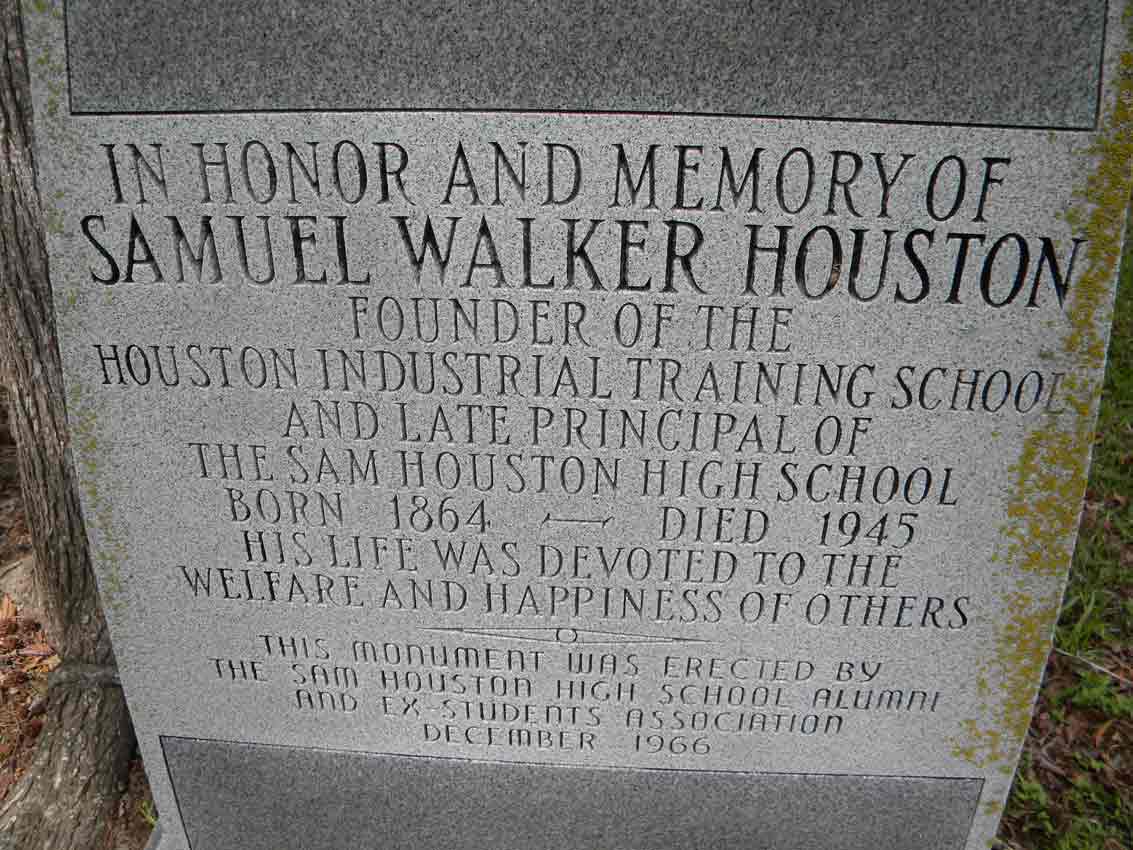 IN HONOR AND MEMORY OF
SAMUEL WALKER HOUSTON
FOUNDER OF THE
HOUSTON INDUSTRIAL TRAINING SCHOOL
AND LATE PRINCIPAL OF
THE SAM HOUSTON HIGH SCHOOL
BORN 1864 — DIED 1945
HIS LIFE WAS DEVOTED TO THE
WELFARE AND HAPPINESS OF OTHERS
THIS MONUMENT WAS ERECTED BY
THE SAM HOUSTON HIGH SCHOOL ALUMNI
AND EX-STUDENTS ASSOCIATION
DECEMBER 1966